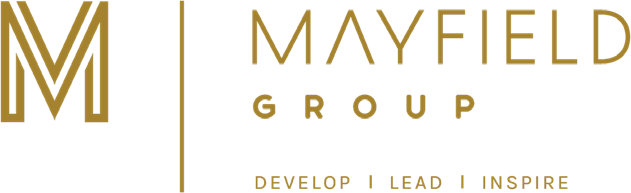 M
MAYFIELD
GROUP
DEVELOP | LEAD | INSPIRE